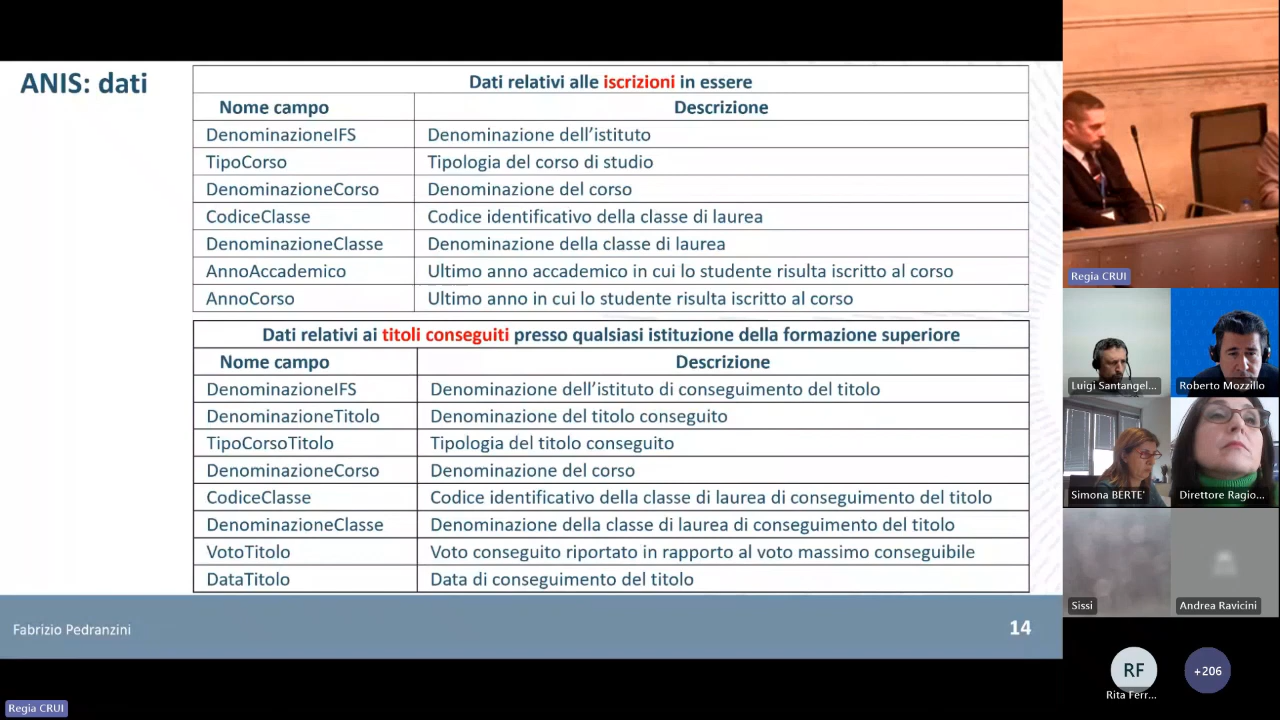 ANIS: dati
Dati relativi alle iscrizioni in essere
Nome campo Descrizione
DenominazioneIFS Denominazione dell'istituto
TipoCorso Tipologia del corso di studio
DenominazioneCorso Denominazione del corso
CodiceClasse Codice identificativo della classe di laurea
DenominazioneClasse Denominazione della classe di laurea
AnnoAccademico Ultimo anno accademico in cui lo studente risulta iscritto al corso
AnnoCorso Ultimo anno in cui lo studente risulta iscritto al corso
Dati relativi ai titoli conseguiti presso qualsiasi istituzione della formazione superiore
Nome campo Descrizione
DenominazioneIFS Denominazione dell'istituto di conseguimento del titolo
DenominazioneTitolo Denominazione del titolo conseguito
TipoCorsoTitolo Tipologia del titolo conseguito
DenominazioneCorso Denominazione del corso
CodiceClasse Codice identificativo della classe di laurea di conseguimento del titolo
DenominazioneClasse Denominazione della classe di laurea di conseguimento del titolo
VotoTitolo Voto conseguito riportato in rapporto al voto massimo conseguibile
DataTitolo Data di conseguimento del titolo
Fabrizio Pedranzini 14
Regia CRUI
Luigi Santangel... Roberto Mozzillo
Simona BERTE' Direttore Ragio...
Sissi Andrea Ravicini
RF +206
Rita Ferr...
Regia CRUI